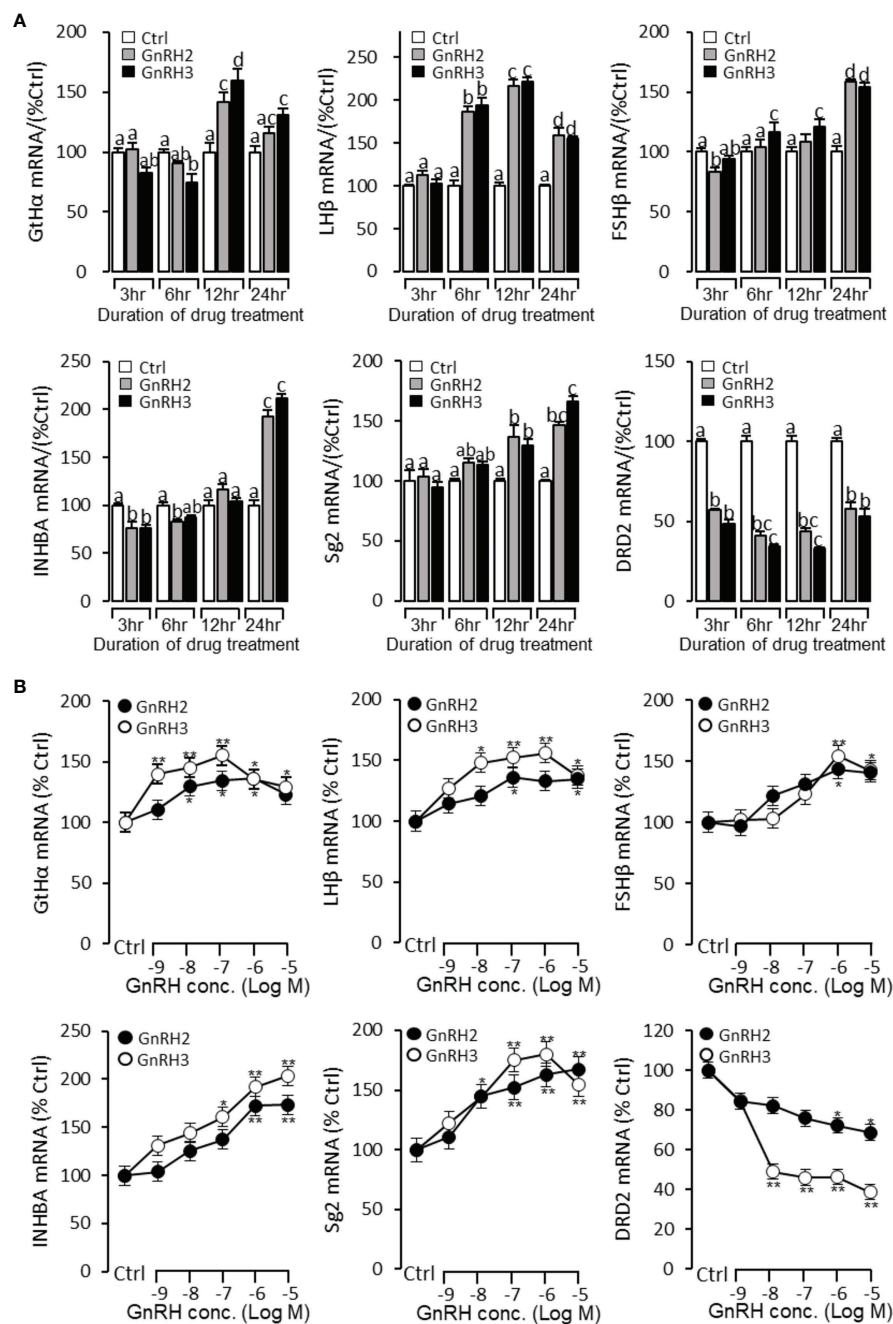 A
GtHα mRNA/(%Ctrl)
200
150
100
50
0
Ctrl
GnRH2
GnRH3
a a ab a ab b a c d a ac c
3hr 6hr 12hr 24hr
Duration of drug treatment
LHβ mRNA/(%Ctrl)
250
200
150
100
50
0
Ctrl
GnRH2
GnRH3
a a a a b b a c c a d d
3hr 6hr 12hr 24hr
Duration of drug treatment
FSHβ mRNA/(%Ctrl)
200
150
100
50
0
Ctrl
GnRH2
GnRH3
a b a a a c a c a d d
3hr 6hr 12hr 24hr
Duration of drug treatment
INHBA mRNA/(%Ctrl)
250
200
150
100
50
0
Ctrl
GnRH2
GnRH3
a b b a b ab a a a a c c
3hr 6hr 12hr 24hr
Duration of drug treatment
Sg2 mRNA/(%Ctrl)
200
150
100
50
0
Ctrl
GnRH2
GnRH3
a a a a ab ab a b b a bc c
3hr 6hr 12hr 24hr
Duration of drug treatment
DRD2 mRNA/(%Ctrl)
150
100
50
0
Ctrl
GnRH2
GnRH3
a b b a bc c a bc c a b b
3hr 6hr 12hr 24hr
Duration of drug treatment
B
GtHα mRNA (% Ctrl)
200
150
100
50
0
GnRH2
GnRH3
** ** ** * *
* * *
Ctrl
-9 -8 -7 -6 -5
GnRH conc. (Log M)
LHβ mRNA (% Ctrl)
200
150
100
50
0
GnRH2
GnRH3
* ** ** *
* *
Ctrl
-9 -8 -7 -6 -5
GnRH conc. (Log M)
FSHβ mRNA (% Ctrl)
200
150
100
50
0
GnRH2
GnRH3
** *
*
Ctrl
-9 -8 -7 -6 -5
GnRH conc. (Log M)
INHBA mRNA (% Ctrl)
250
200
150
100
50
0
GnRH2
GnRH3
* ** **
** **
Ctrl
-9 -8 -7 -6 -5
GnRH conc. (Log M)
Sg2 mRNA (% Ctrl)
200
150
100
50
0
GnRH2
GnRH3
* ** ** **
** ** **
Ctrl
-9 -8 -7 -6 -5
GnRH conc. (Log M)
DRD2 mRNA (% Ctrl)
120
100
80
60
40
20
0
GnRH2
GnRH3
* *
** ** ** **
Ctrl
-9 -8 -7 -6 -5
GnRH conc. (Log M)